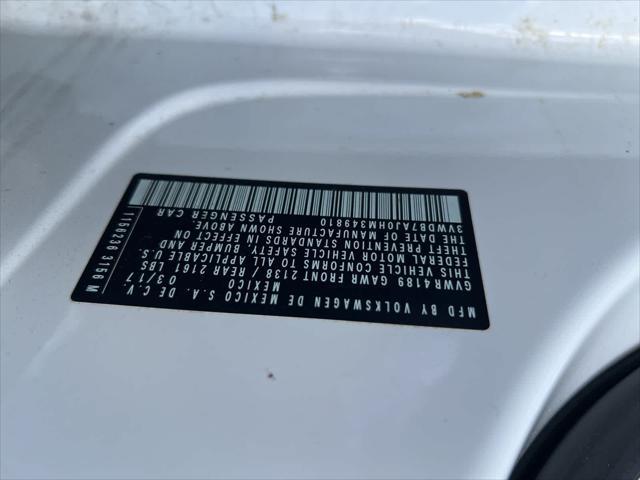 MFD BY VOLKSWAGEN DE MEXICO S.A. DE C.V.
MEXICO 03/17
GVWR 4189 GAWR FRONT 2138 / REAR 2161 LBS
THIS VEHICLE CONFORMS TO ALL APPLICABLE U.S.
FEDERAL MOTOR VEHICLE SAFETY, BUMPER AND
THEFT PREVENTION STANDARDS IN EFFECT ON
THE DATE OF MANUFACTURE SHOWN ABOVE
3VWDB7AJ0HM349810 PASSENGER CAR
1156236 3156 M